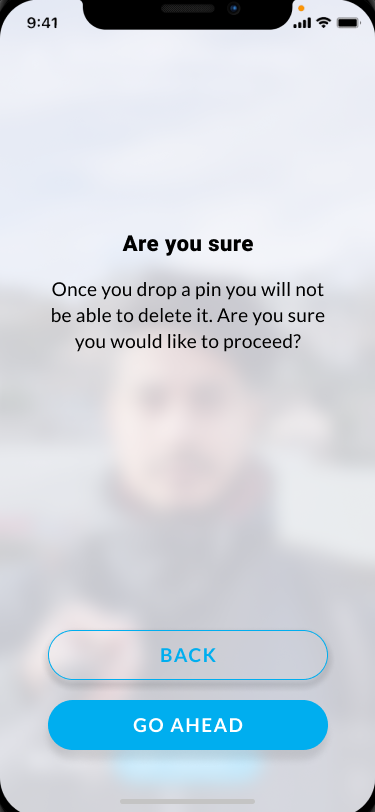 9:41
Are you sure
Once you drop a pin you will not
be able to delete it. Are you sure
you would like to proceed?
BACK
GO AHEAD